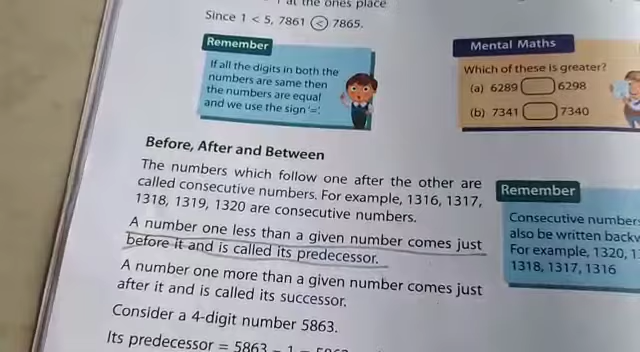 at the ones place
Since 1 < 5, 7861 < 7865.
Remember
If all the digits in both the
numbers are same then
the numbers are equal
and we use the sign '='.
Mental Maths
Which of these is greater?
(a) 6289 6298
(b) 7341 7340
Before, After and Between
The numbers which follow one after the other are
called consecutive numbers. For example, 1316, 1317,
1318, 1319, 1320 are consecutive numbers.
A number one less than a given number comes just
before it and is called its predecessor.
A number one more than a given number comes just
after it and is called its successor.
Consider a 4-digit number 5863.
Its predecessor = 5863 – 1 =
Remember
Consecutive number
also be written
For example, 1320,
1318, 1317, 1316